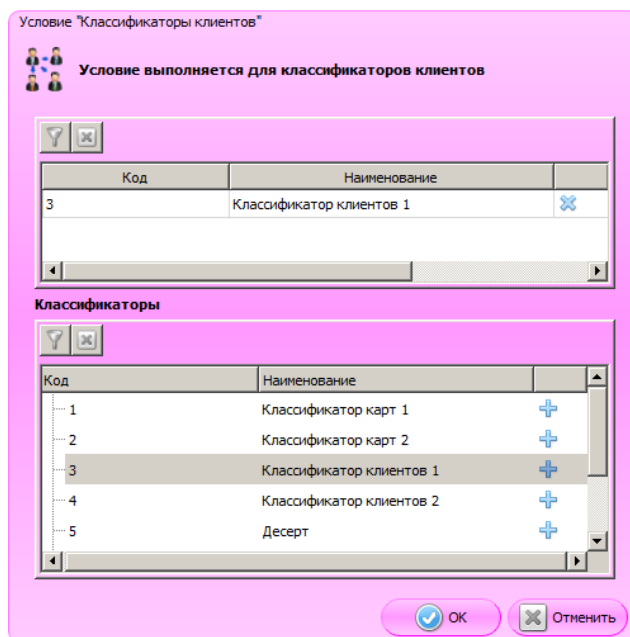 Условие "Классификаторы клиентов"
Условие выполняется для классификаторов клиентов
Код Наименование
3 Классификатор клиентов 1
Классификаторы
Код Наименование
1 Классификатор карт 1
2 Классификатор карт 2
3 Классификатор клиентов 1
4 Классификатор клиентов 2
5 Десерт
OK Отменить